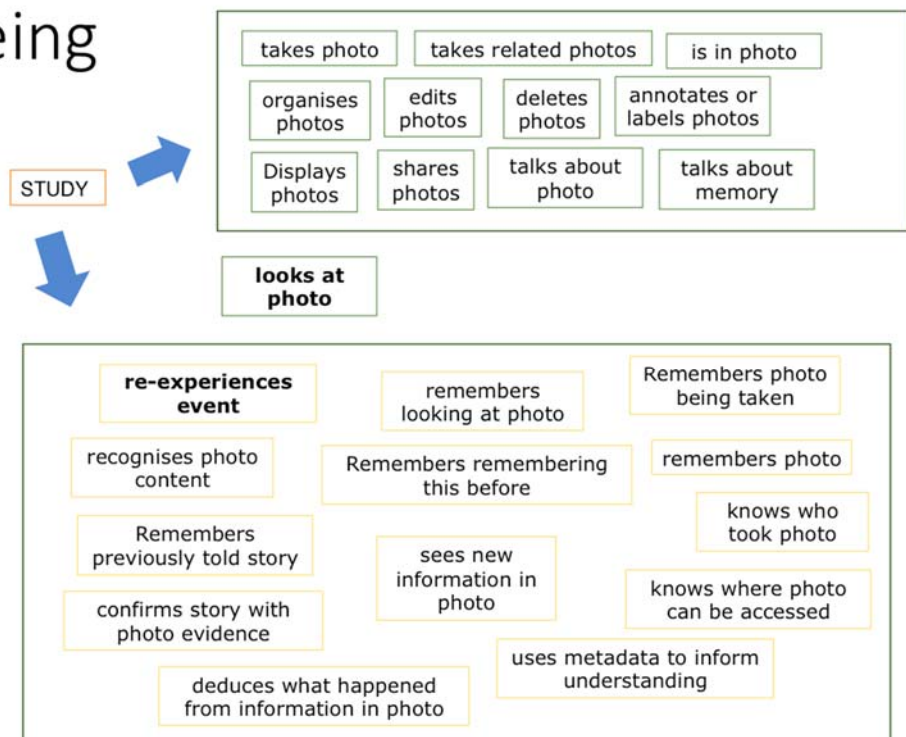 eing
takes photo
takes related photos
is in photo
organises
photos
edits
photos
deletes
photos
annotates or
labels photos
STUDY
Displays
photos
shares
photos
talks about
photo
talks about
memory
looks at
photo
re-experiences
event
remembers
looking at photo
Remembers photo
being taken
recognises photo
content
Remembers remembering
this before
remembers photo
Remembers
previously told story
sees new
information in
photo
knows who
took photo
confirms story with
photo evidence
knows where photo
can be accessed
deduces what happened
from information in photo
uses metadata to inform
understanding